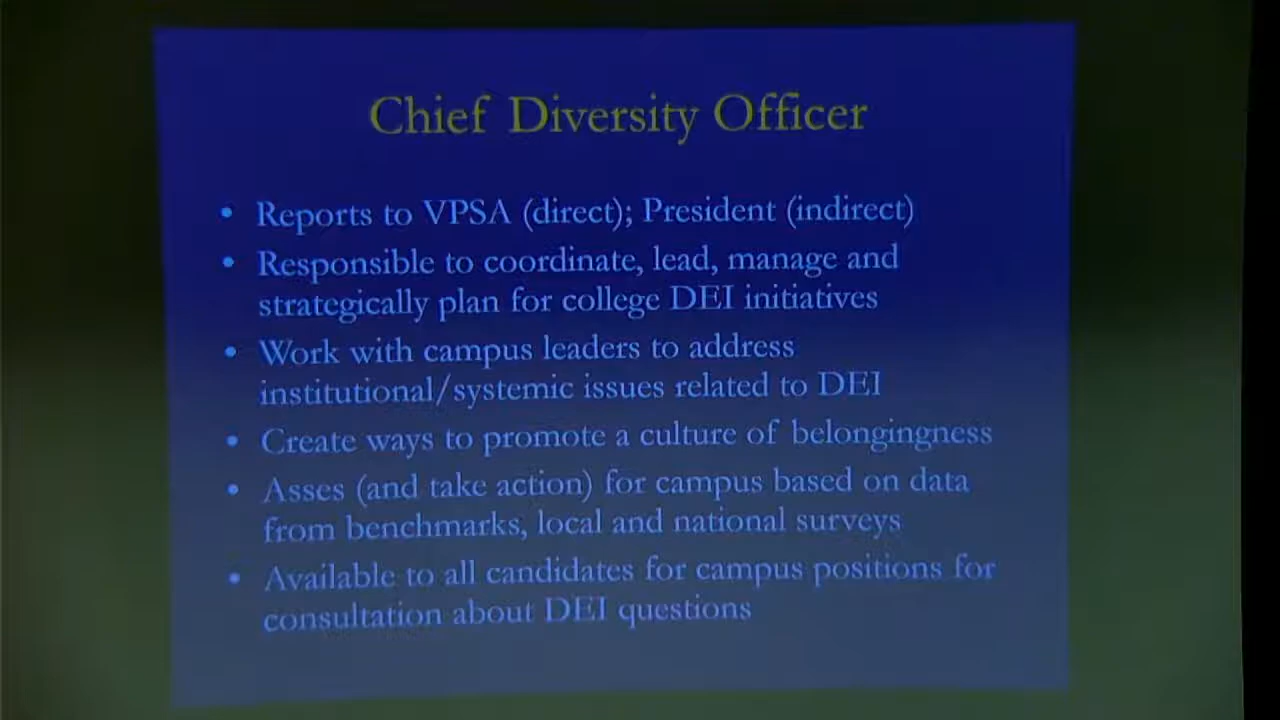 Chief Diversity Officer
• Reports to VPSA (direct); President (indirect)
• Responsible to coordinate, lead, manage and
strategically plan for college DEI initiatives
• Work with campus leaders to address
institutional/systemic issues related to DEI
• Create ways to promote a culture of belongingness
• Asses (and take action) for campus based on data
from benchmarks, local and national surveys
• Available to all candidates for campus positions for
consultation about DEI questions